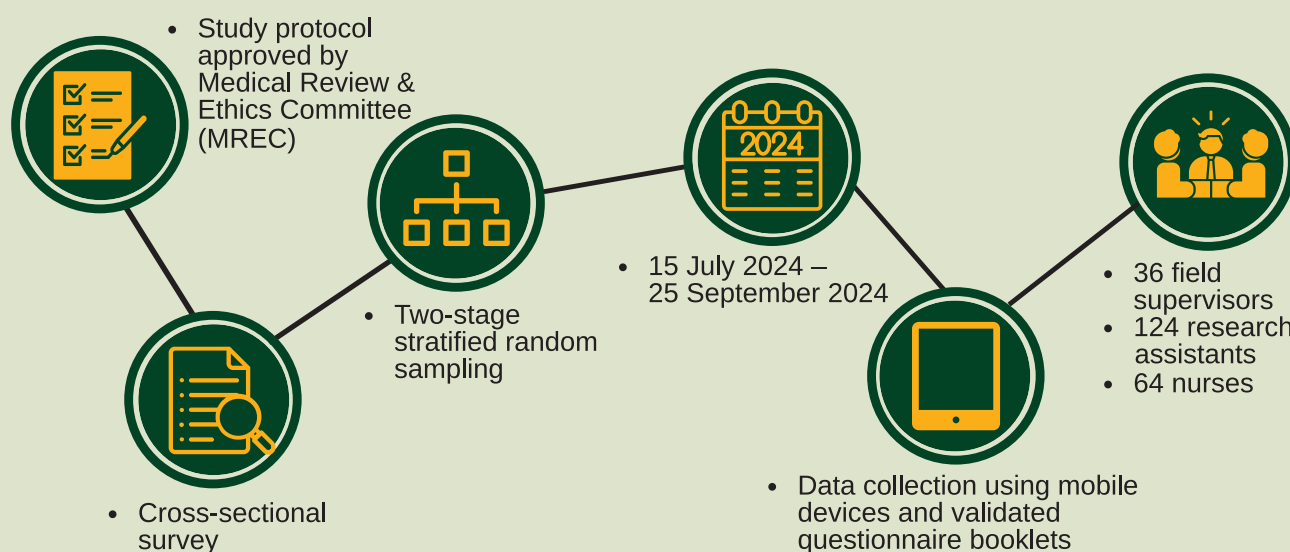 • Study protocol
approved by
Medical Review &
Ethics Committee
(MREC)
• Cross-sectional
survey
• Two-stage
stratified random
sampling
2024
• 15 July 2024 –
25 September 2024
• Data collection using mobile
devices and validated
questionnaire booklets
• 36 field
supervisors
• 124 research
assistants
• 64 nurses